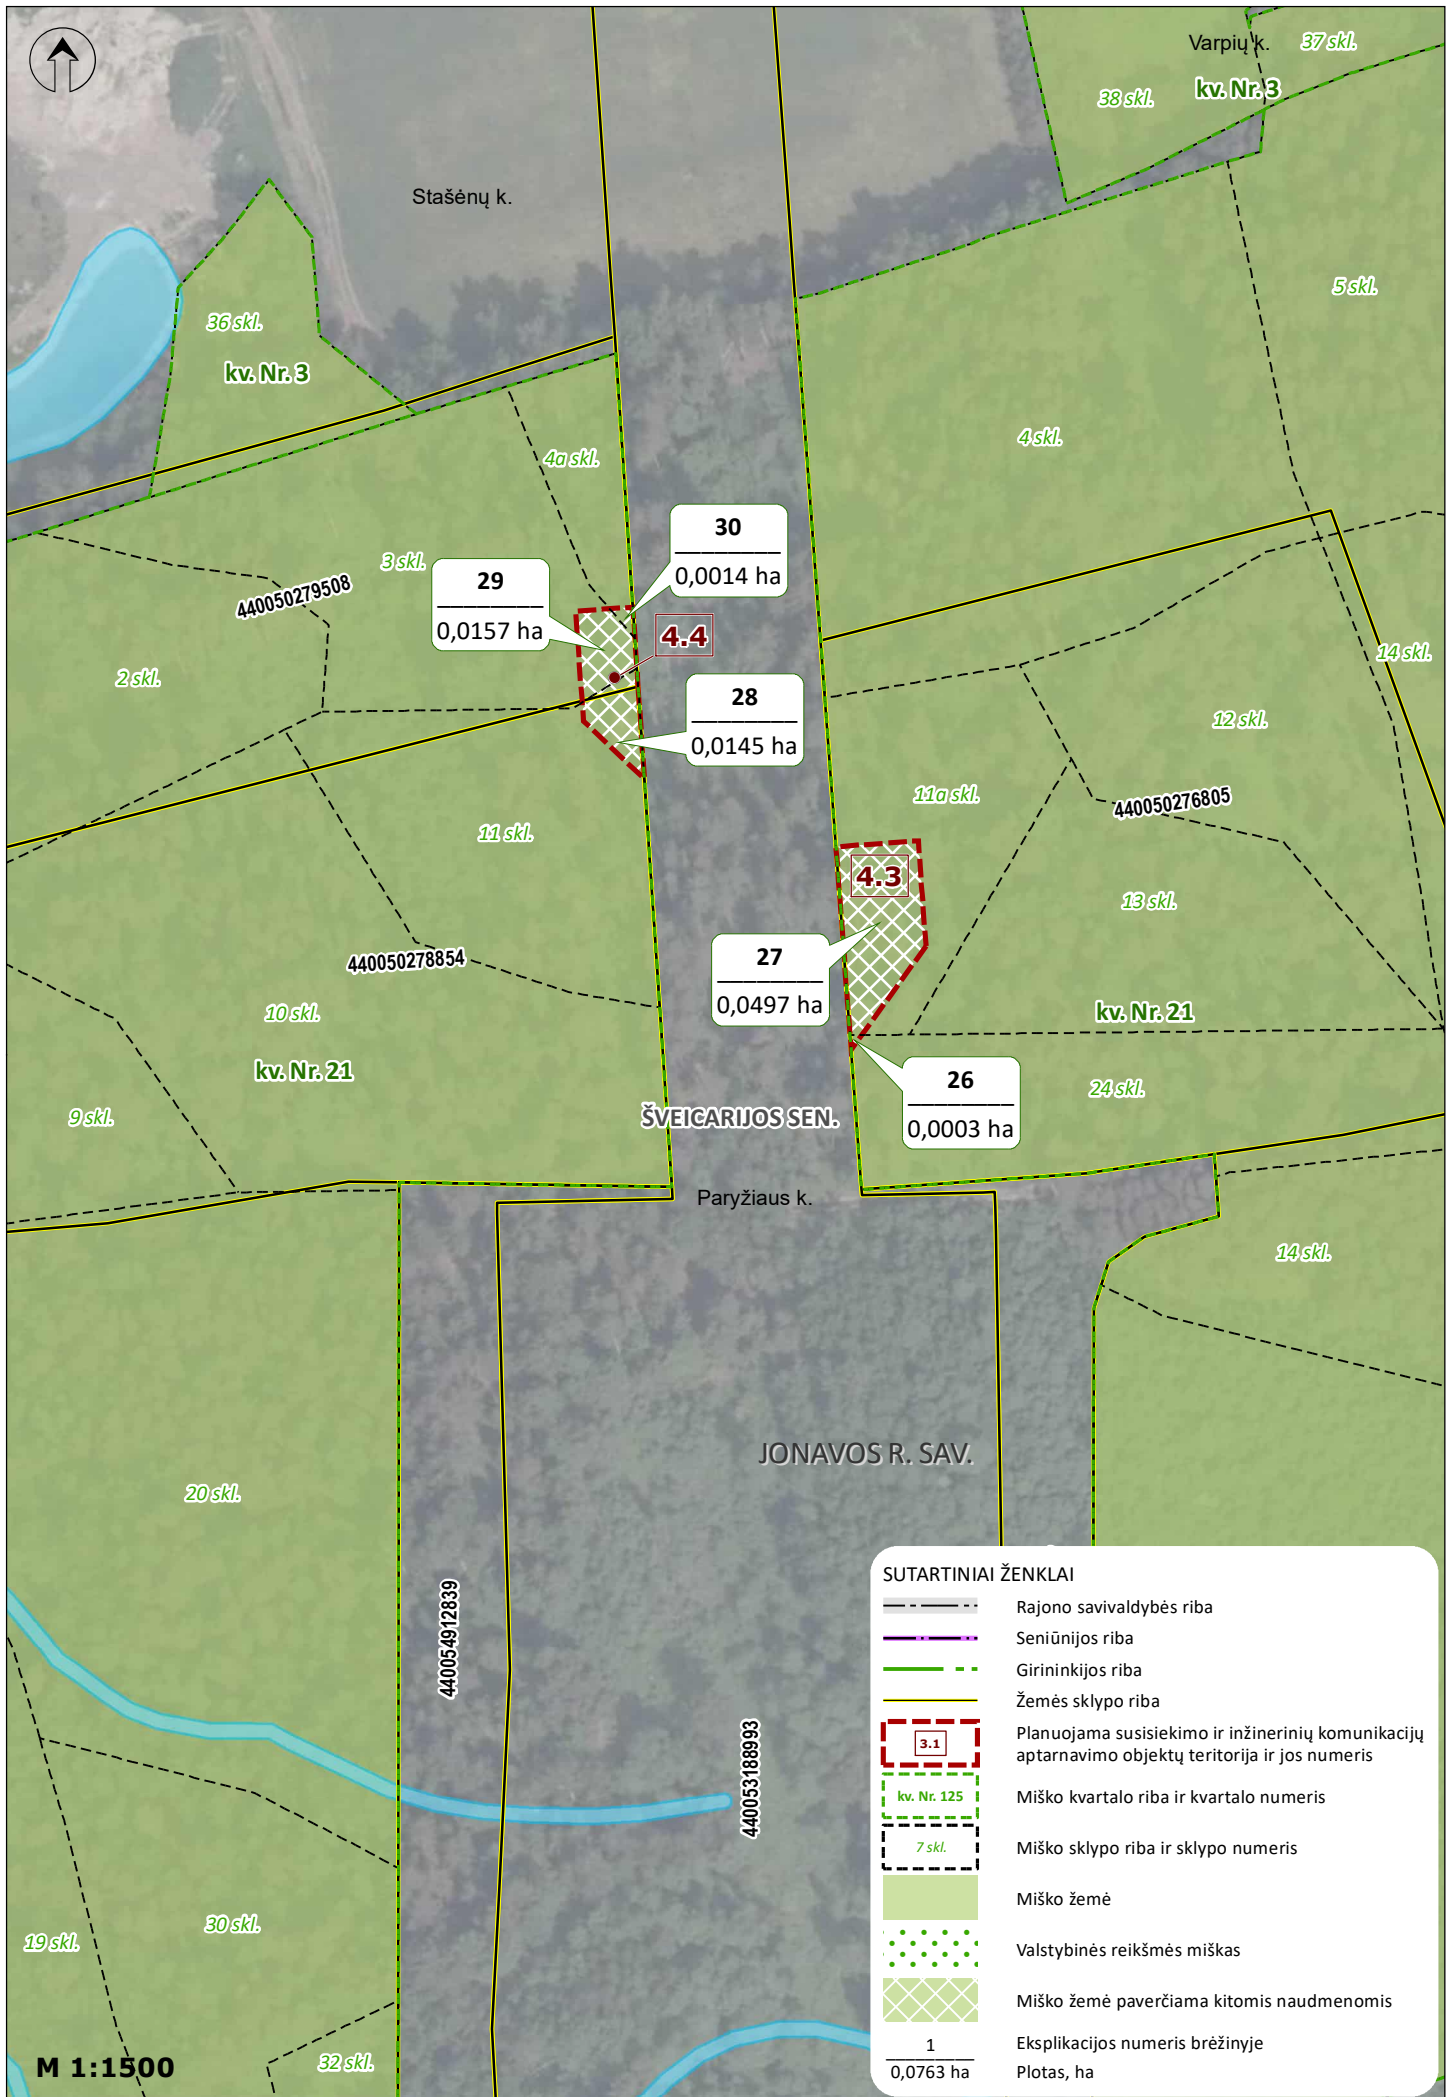 Varpių k.
37 skl.
38 skl.
kv. Nr. 3
Stašėnų k.
5 skl.
36 skl.
kv. Nr. 3
4 skl.
4a skl.
30
0,0014 ha
3 skl.
29
0,0157 ha
440050279508
4.4
14 skl.
2 skl.
28
0,0145 ha
12 skl.
11a skl.
440050276805
11 skl.
4.3
13 skl.
440050278854
27
0,0497 ha
10 skl.
kv. Nr. 21
kv. Nr. 21
26
0,0003 ha
24 skl.
9 skl.
ŠVEICARIJOS SEN.
Paryžiaus k.
14 skl.
JONAVOS R. SAV.
20 skl.
440054912839
440053188993
19 skl.
30 skl.
32 skl.
M 1:1500
SUTARTINIAI ŽENKLAI
Rajono savivaldybės riba
Seniūnijos riba
Girininkijos riba
Žemės sklypo riba
3.1
Planuojama susisiekimo ir inžinerinių komunikacijų
aptarnavimo objektų teritorija ir jos numeris
kv. Nr. 125
Miško kvartalo riba ir kvartalo numeris
7 skl.
Miško sklypo riba ir sklypo numeris
Miško žemė
Valstybinės reikšmės miškas
Miško žemė paverčiama kitomis naudmenomis
1
Eksplikacijos numeris brėžinyje
0,0763 ha
Plotas, ha